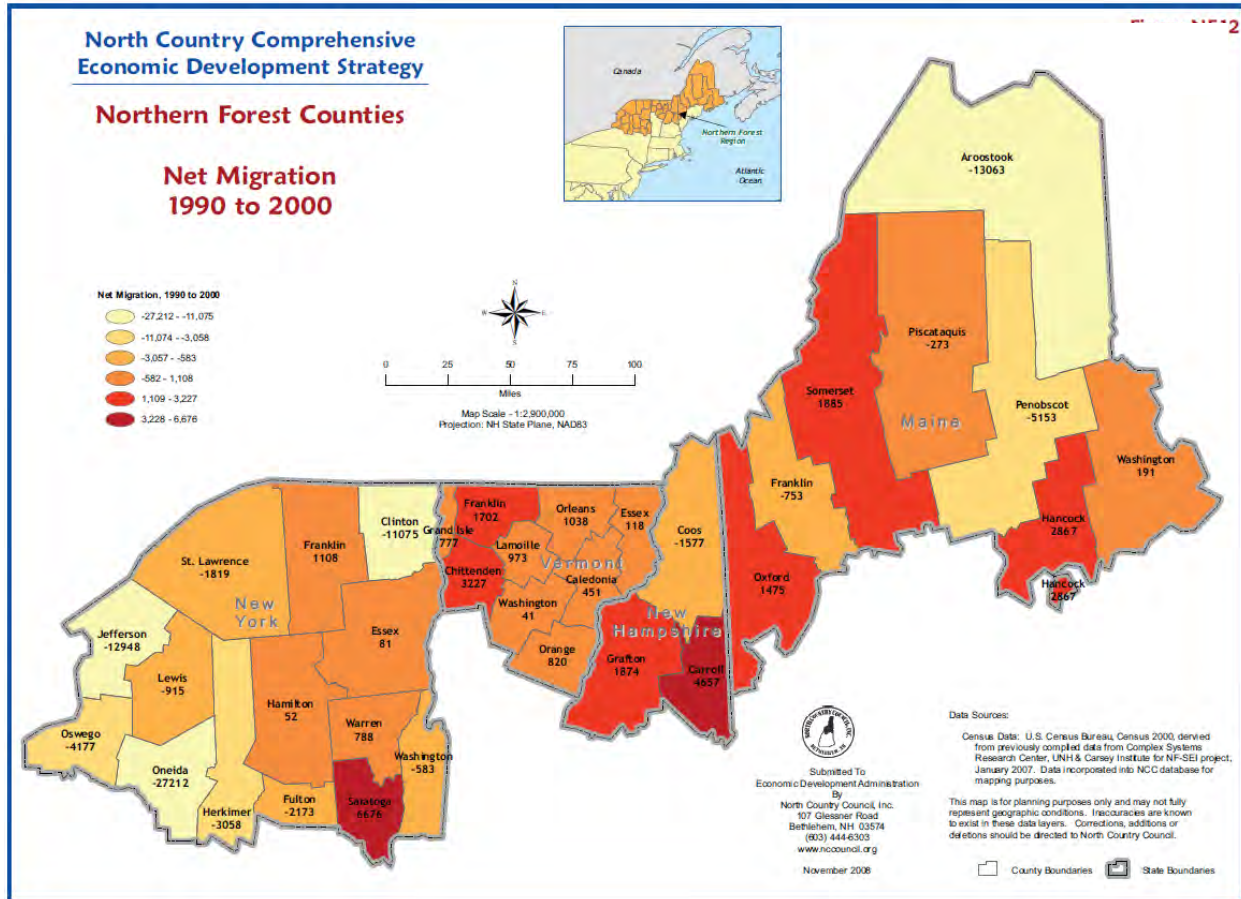 North Country Comprehensive
Economic Development Strategy
Northern Forest Counties
Net Migration
1990 to 2000
Canada
Northern Forest
Region
Atlantic
Ocean
Net Migration, 1990 to 2000
-27,212 - -11,075
-11,074 - -3,058
-3,057 - -583
-582 - 1,108
1,109 - 3,227
3,228 - 6,676
N
W E
S
0 25 50 75 100
Miles
Map Scale - 1:2,900,000
Projection: NH State Plane, NAD83
Aroostook
-13063
Piscataquis
-273
Somerset
1885
Maine
Penobscot
-5153
Washington
191
Franklin
-753
Hancock
2867
Hancock
2867
Oxford
1475
Coos
-1577
New
Hampshire
Grafton
1874
Carroll
4657
Franklin
1702
Orleans
1038
Essex
118
Grand Isle
772
Lamoille
973
Vermont
Chittenden
3227
Caledonia
451
Washington
41
Orange
820
Clinton
-11075
Franklin
1108
St. Lawrence
-1819
New
York
Essex
81
Jefferson
-12948
Lewis
-915
Hamilton
52
Warren
788
Washington
-583
Oswego
-4177
Oneida
-27212
Herkimer
-3058
Fulton
-2173
Saratoga
6676
NORTH COUNTRY COUNCIL, INC.
BETHLEHEM, NH
Submitted To
Economic Development Administration
By
North Country Council, Inc.
107 Glessner Road
Bethlehem, NH 03574
(603) 444-6303
www.nccouncil.org
November 2008
Data Sources:
Census Data: U.S. Census Bureau, Census 2000, dervied
from previously compiled data from Complex Systems
Research Center, UNH & Carsey Institute for NF-SEI project,
January 2007. Data incorporated into NCC database for
mapping purposes.
This map is for planning purposes only and may not fully
represent geographic conditions. Inaccuracies are known
to exist in these data layers. Corrections, additions or
deletions should be directed to North Country Council.
County Boundaries
State Boundaries